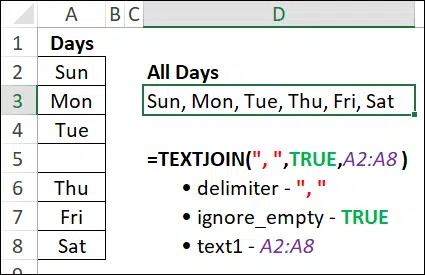 A B C D
1 Days
2 Sun All Days
3 Mon Sun, Mon, Tue, Thu, Fri, Sat
4 Tue
5 =TEXTJOIN(", ",TRUE,A2:A8 )
6 Thu • delimiter - ", "
7 Fri • ignore_empty - TRUE
8 Sat • text1 - A2:A8